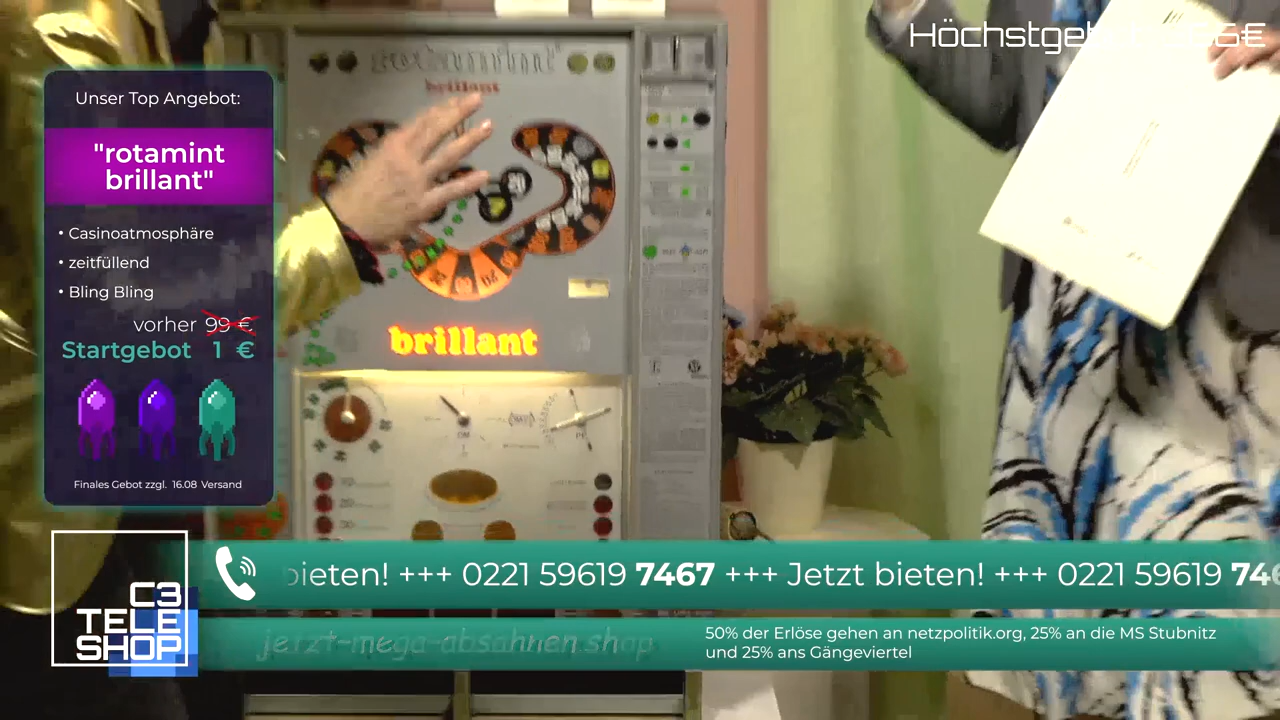 Unser Top Angebot:
"rotamint
brillant"
• Casinoatmosphäre
• zeitfüllend
• Bling Bling
vorher 99 €
Startgebot 1 €
Finales Gebot zzgl. 16.08 Versand
brillant
brillant
C3
TELE
SHOP
bieten! +++ 0221 59619 7467 +++ Jetzt bieten! +++ 0221 59619
jetzt-mega-absahnen.shop
50% der Erlöse gehen an netzpolitik.org, 25% an die MS Stubnitz
und 25% ans Gängeviertel